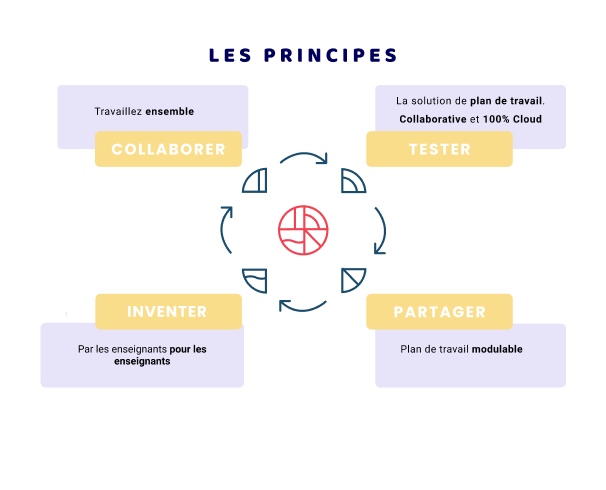 LES PRINCIPES
Travaillez ensemble
COLLABORER
La solution de plan de travail.
Collaborative et 100% Cloud
TESTER
INVENTER
Par les enseignants pour les
enseignants
PARTAGER
Plan de travail modulable